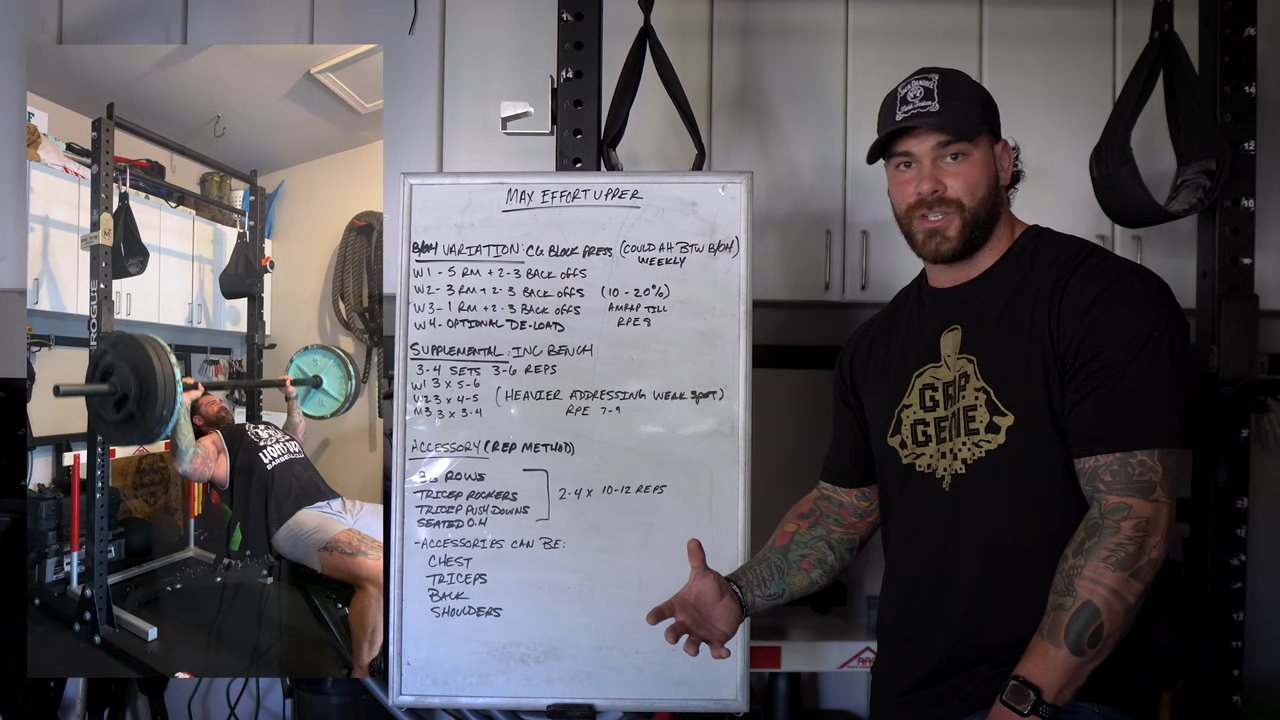 MAX EFFORT UPPER
B/OH VARIATION: CG BLOCK PRESS (COULD ALT BTW B/OH)
WEEKLY
W1 - 5 RM + 2-3 BACK OFFS
W2 - 3 RM + 2-3 BACK OFFS (10-20%)
W3 - 1 RM + 2-3 BACK OFFS AMRAP TILL
W4 - OPTIONAL DE-LOAD RPE 8
SUPPLEMENTAL: INC BENCH
3-4 SETS 3-6 REPS
W1 3 x 5-6
W2 3 x 4-5 (HEAVIER ADDRESSING WEAK SPOT)
W3 3 x 3-4 RPE 7-9
ACCESSORY (REP METHOD)
ROWS
TRICEP ROCKERS
TRICEP PUSH DOWNS
SEATED O.H
2-4 x 10-12 REPS
- ACCESSORIES CAN BE:
CHEST
TRICEPS
BACK
SHOULDERS
GAP
GENIE
ROGUE
BARBELL CLUB